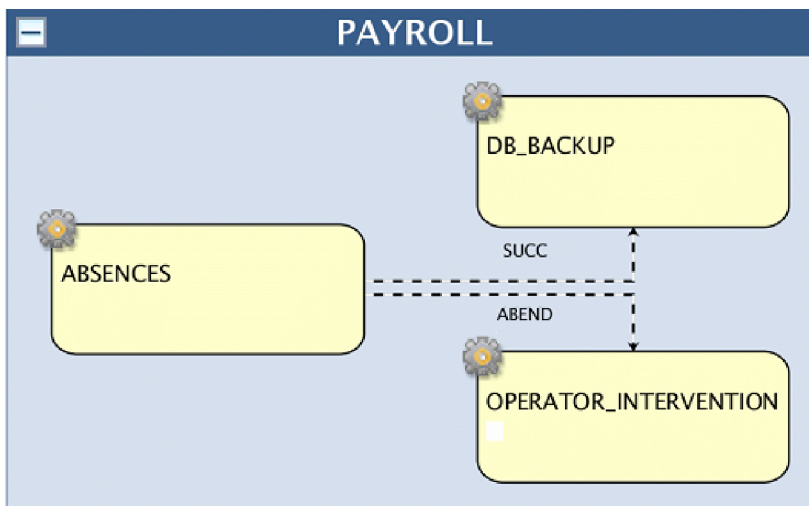 PAYROLL
DB_BACKUP
SUCC
ABSENCES
ABEND
OPERATOR_INTERVENTION